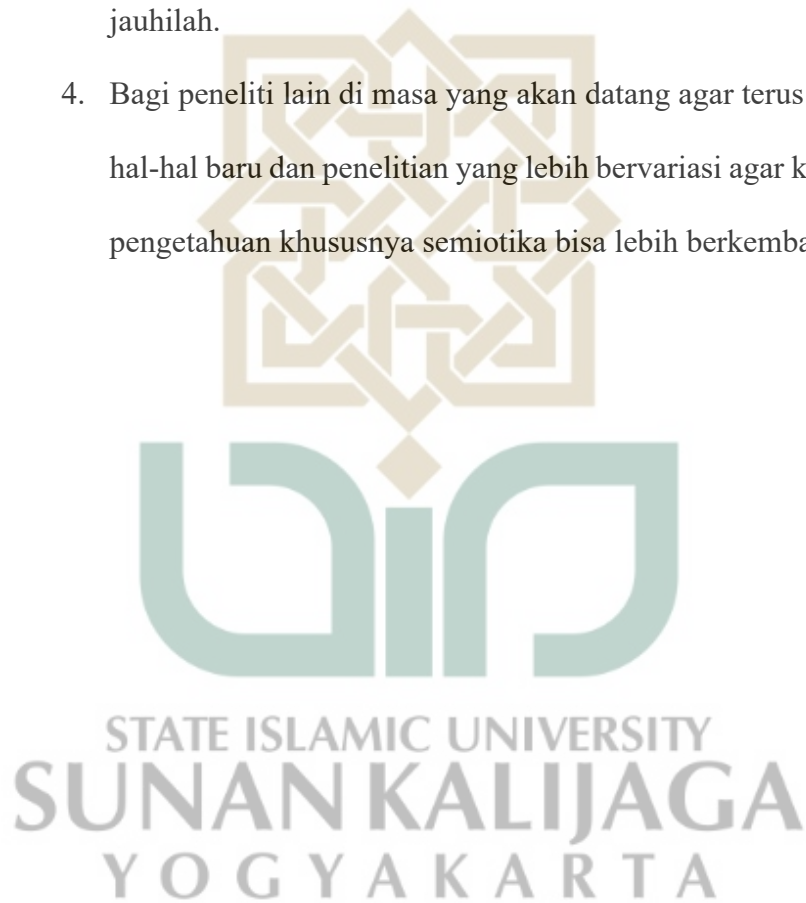 jauhilah.
4. Bagi peneliti lain di masa yang akan datang agar terus
hal-hal baru dan penelitian yang lebih bervariasi agar
pengetahuan khususnya semiotika bisa lebih
STATE ISLAMIC UNIVERSITY
SUNAN KALIJAGA
YOGYAKARTA